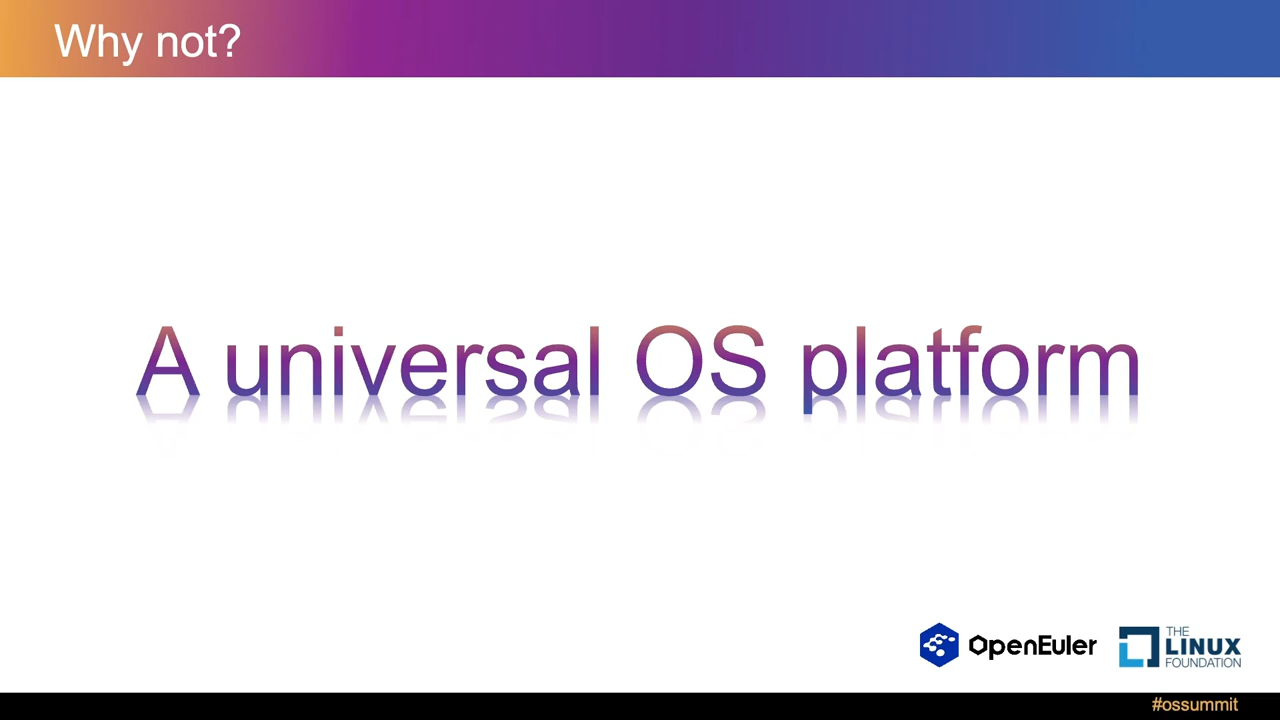 Why not?
A universal OS platform
OpenEuler
THE
LINUX
FOUNDATION
#ossummit